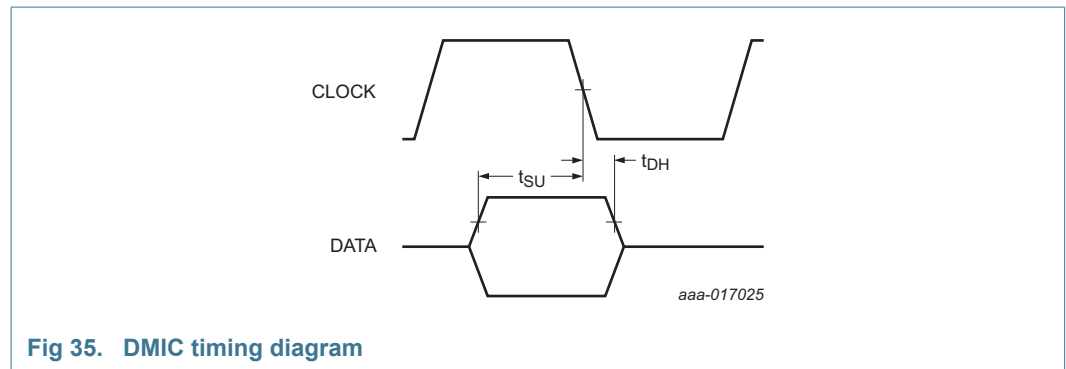 CLOCK
tDH
tSU
DATA
aaa-017025
Fig 35. DMIC timing diagram